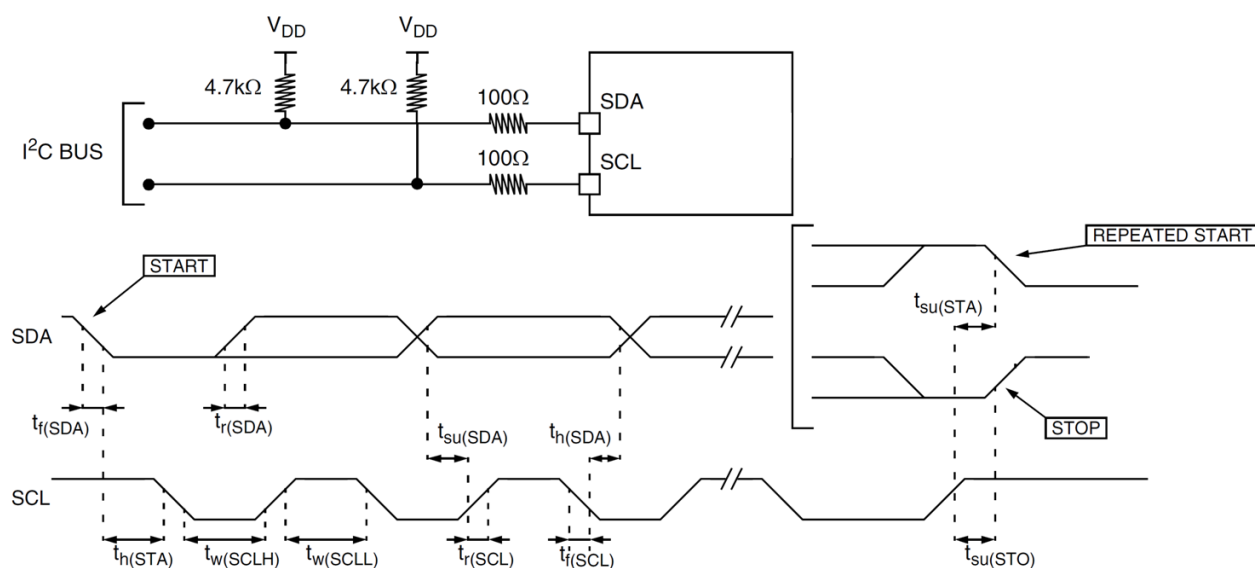 VDD VDD
4.7kΩ 4.7kΩ 100Ω SDA
I²C BUS 100Ω SCL
REPEATED START
START
tsu(STA)
SDA
tf(SDA) tr(SDA) tsu(SDA) th(SDA) STOP
SCL
th(STA) tw(SCLH) tw(SCLL) tr(SCL) tf(SCL) tsu(STO)